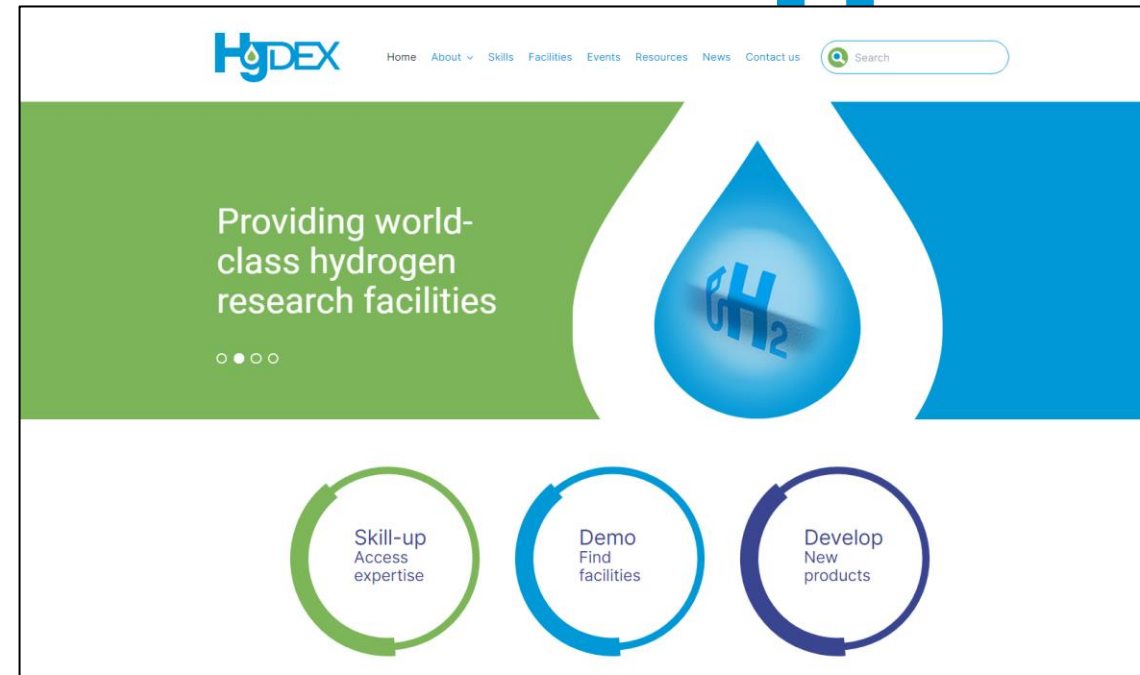 HyDEX
Home About Skills Facilities Events Resources News Contact us Search
Providing world-
class hydrogen
research facilities
H2
Skill-up
Access
expertise
Demo
Find
facilities
Develop
New
products